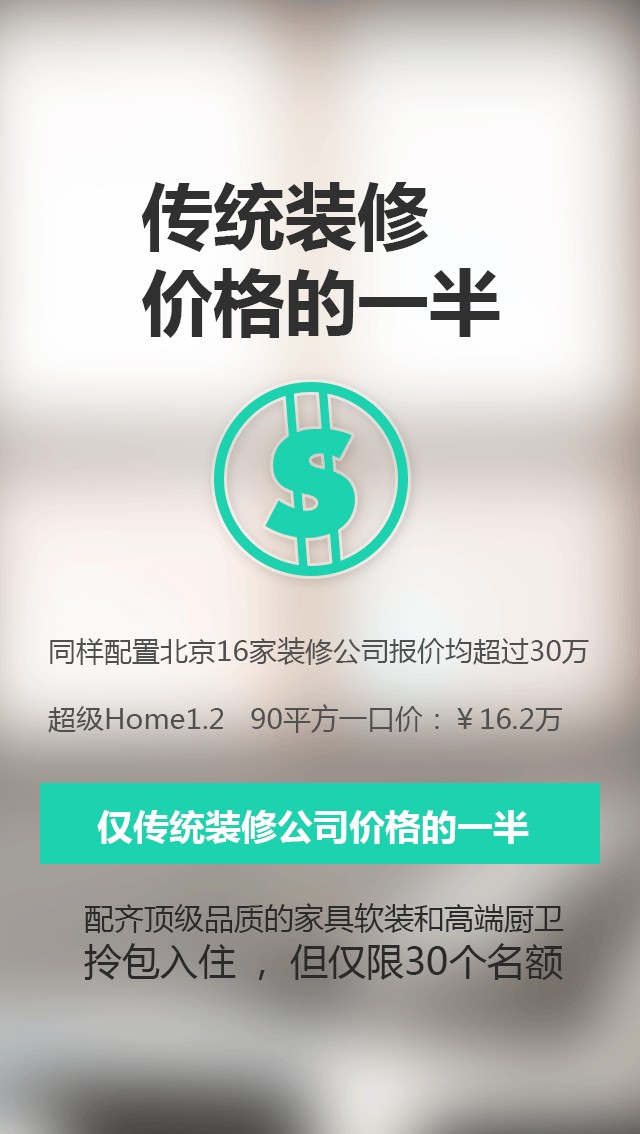 传统装修
价格的一半
同样配置北京16家装修公司报价均超过30万
超级Home1.2 90平方一口价：￥16.2万
仅传统装修公司价格的一半
配齐顶级品质的家具软装和高端厨卫
拎包入住 ，但仅限30个名额